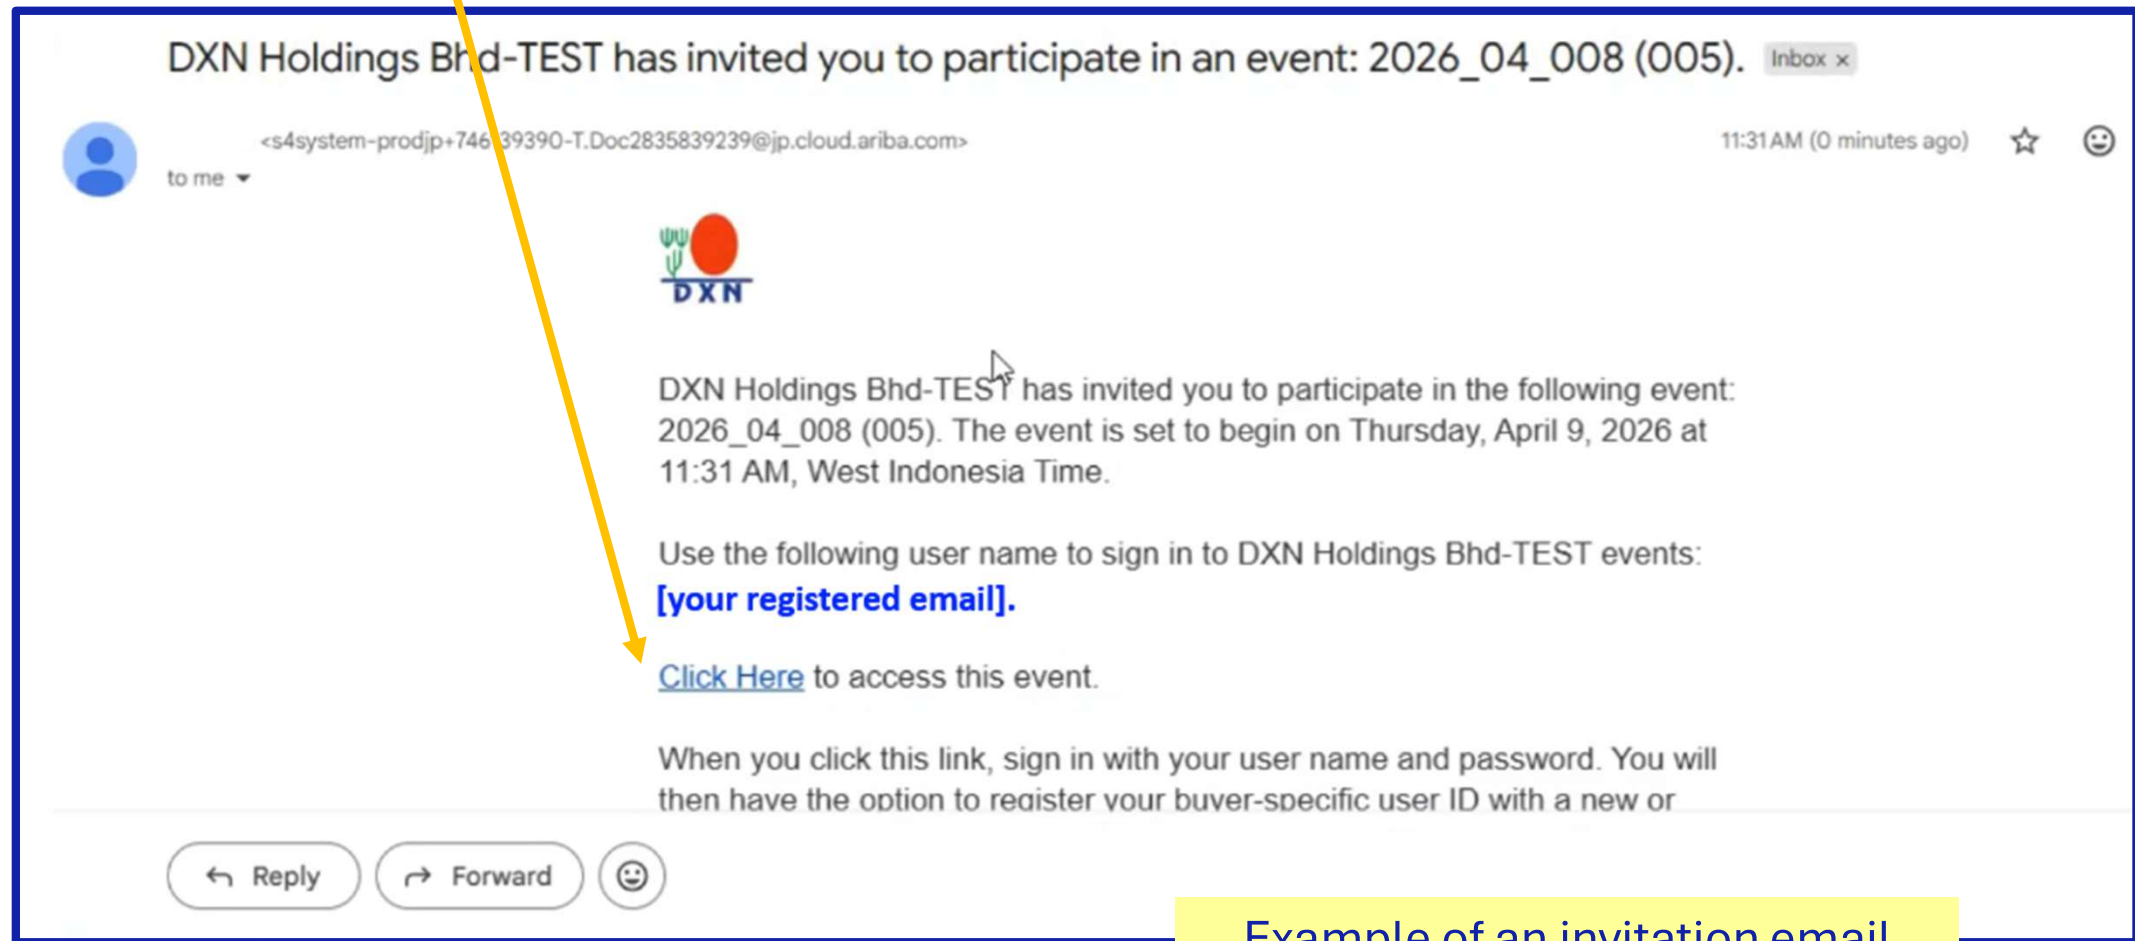 DXN Holdings Bhd-TEST has invited you to participate in an event: 2026_04_008 (005). Inbox ×
11:31 AM (0 minutes ago)
to me
DXN
DXN Holdings Bhd-TEST has invited you to participate in the following event:
2026_04_008 (005). The event is set to begin on Thursday, April 9, 2026 at
11:31 AM, West Indonesia Time.
Use the following user name to sign in to DXN Holdings Bhd-TEST events:
[your registered email].
Click Here to access this event.
When you click this link, sign in with your user name and password. You will
then have the option to register your buyer-specific user ID with a new or
Reply Forward
Example of an invitation email